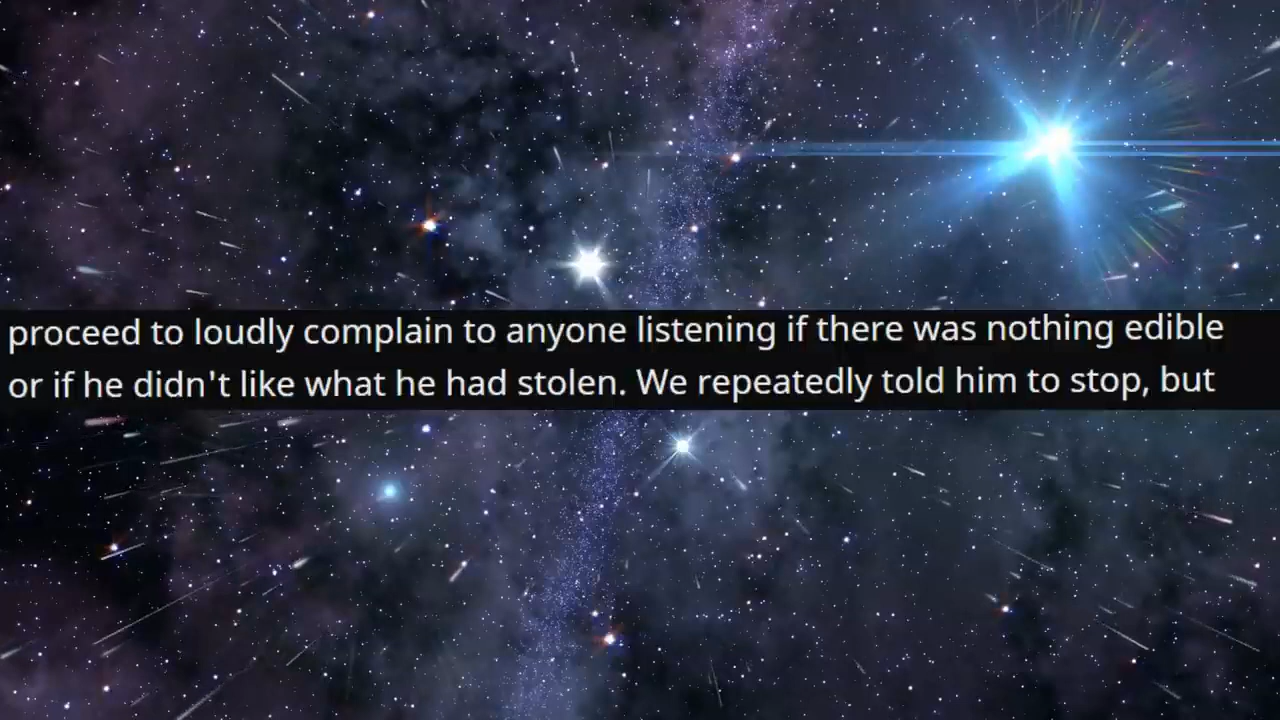 proceed to loudly complain to anyone listening if there was nothing edible
or if he didn't like what he had stolen. We repeatedly told him to stop, but